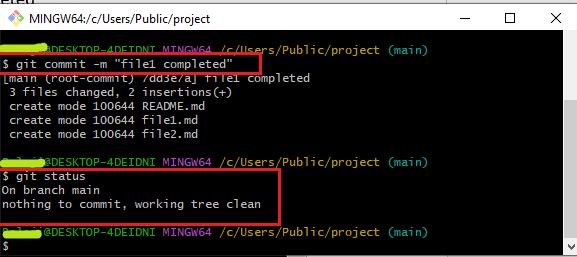 MINGW64:/c/Users/Public/project
@DESKTOP-4DEIDNI MINGW64 /c/Users/Public/project (main)
$ git commit -m "file1 completed"
[main (root-commit) 7dd3e7a] file1 completed
3 files changed, 2 insertions(+)
create mode 100644 README.md
create mode 100644 file1.md
create mode 100644 file2.md
@DESKTOP-4DEIDNI MINGW64 /c/Users/Public/project (main)
$ git status
On branch main
nothing to commit, working tree clean
@DESKTOP-4DEIDNI MINGW64 /c/Users/Public/project (main)
$